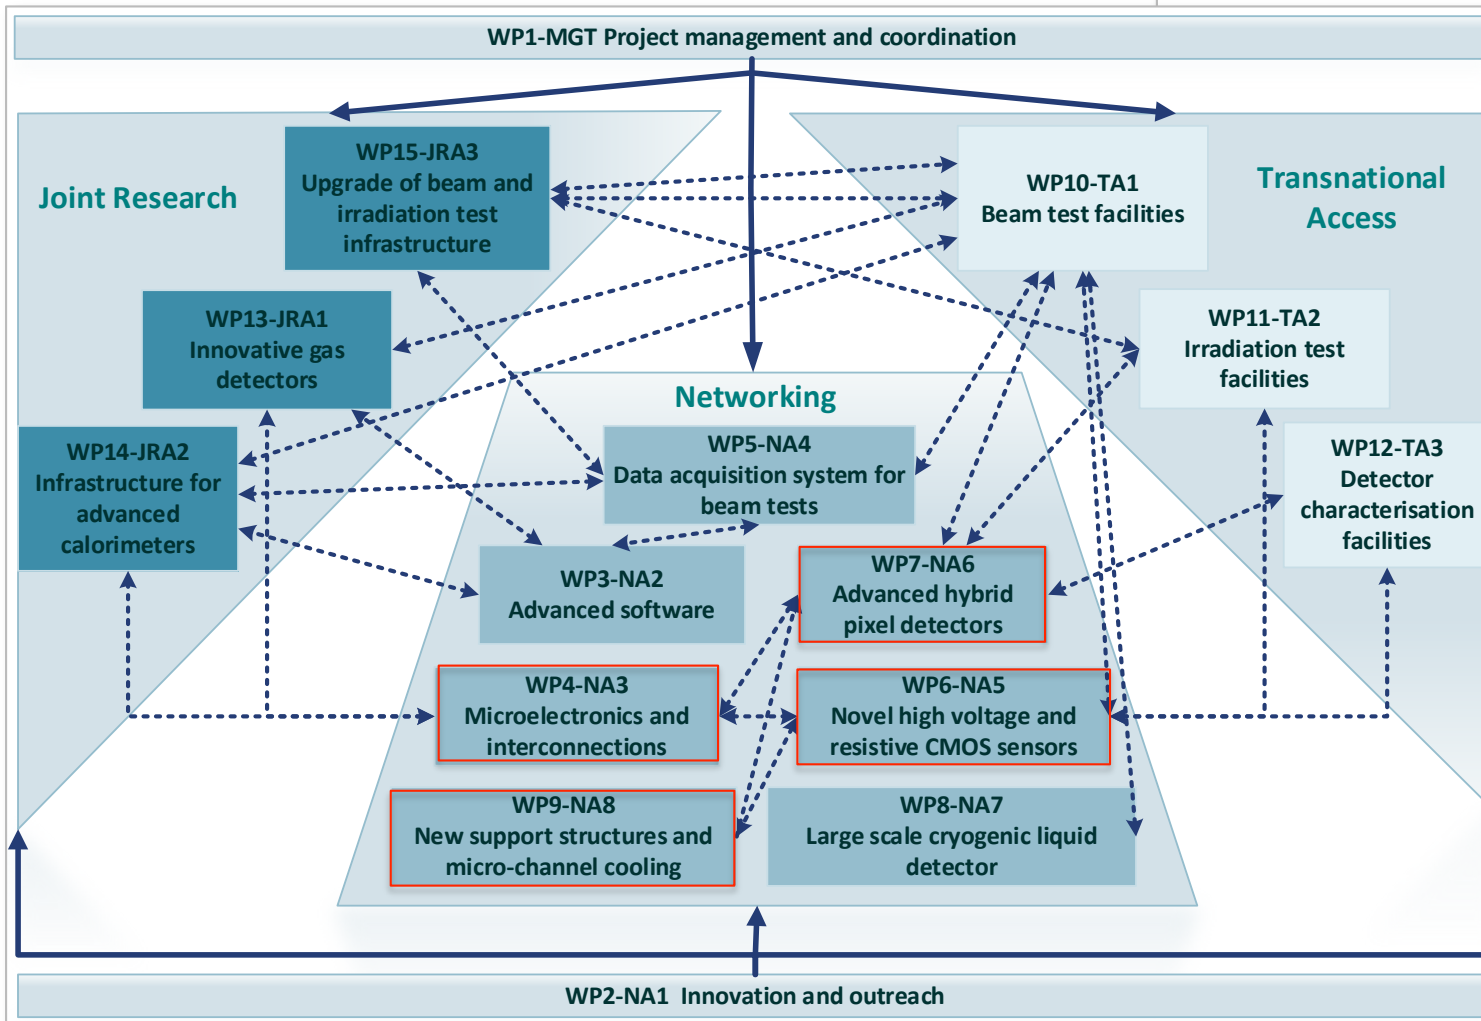 WP1-MGT Project management and coordination
Joint Research
WP15-JRA3
Upgrade of beam and
irradiation test
infrastructure
WP10-TA1
Beam test facilities
Transnational
Access
WP13-JRA1
Innovative gas
detectors
WP11-TA2
Irradiation test
facilities
Networking
WP14-JRA2
Infrastructure for
advanced
calorimeters
WP5-NA4
Data acquisition system for
beam tests
WP12-TA3
Detector
characterisation
facilities
WP3-NA2
Advanced software
WP7-NA6
Advanced hybrid
pixel detectors
WP4-NA3
Microelectronics and
interconnections
WP6-NA5
Novel high voltage and
resistive CMOS sensors
WP9-NA8
New support structures and
micro-channel cooling
WP8-NA7
Large scale cryogenic liquid
detector
WP2-NA1  Innovation and outreach